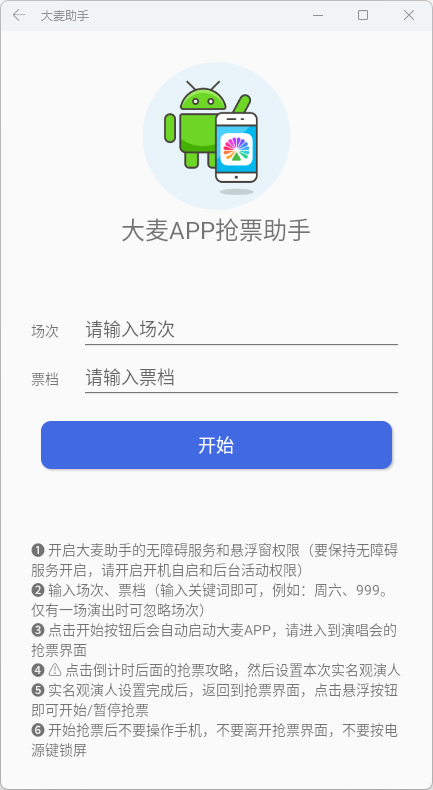 大麦助手
大麦APP抢票助手
场次 请输入场次
票档 请输入票档
开始
❶ 开启大麦助手的无障碍服务和悬浮窗权限（要保持无障碍
服务开启，请开启开机自启和后台活动权限）
❷ 输入场次、票档（输入关键词即可，例如：周六、999。
仅有一场演出时可忽略场次）
❸ 点击开始按钮后会自动启动大麦APP，请进入到演唱会的
抢票界面
❹ ⚠ 点击倒计时后面的抢票攻略，然后设置本次实名观演人
❺ 实名观演人设置完成后，返回到抢票界面，点击悬浮按钮
即可开始/暂停抢票
❻ 开始抢票后不要操作手机，不要离开抢票界面，不要按电
源键锁屏